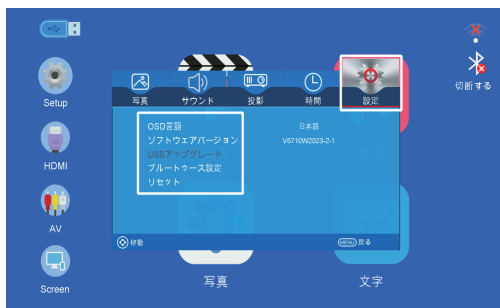 Setup
HDMI
AV
Screen
切断する
写真 サウンド 投影 時間 設定
OSD言語 日本語
ソフトウエアバージョン V6710W2023-2-1
USBアップグレード
ブルートゥース設定
リセット
移動 MENU 戻る
写真 文字